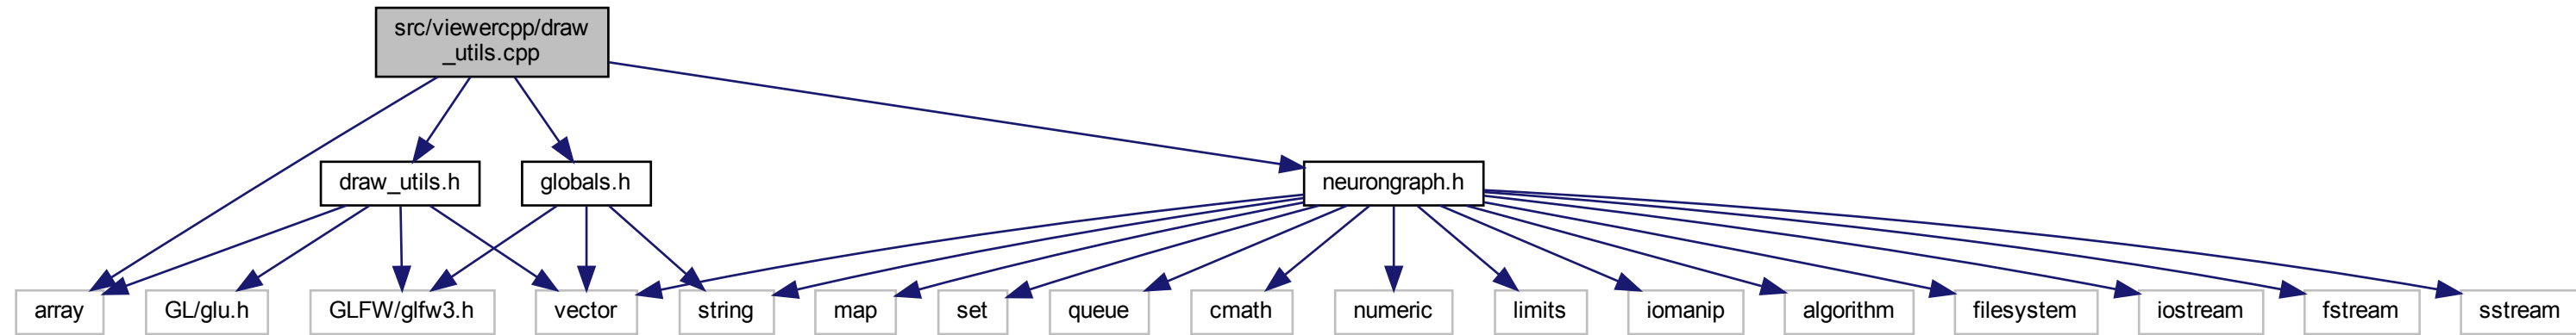 src/viewercpp/draw
_utils.cpp
draw_utils.h
globals.h
neurongraph.h
array
GL/glu.h
GLFW/glfw3.h
vector
string
map
set
queue
cmath
numeric
limits
iomanip
algorithm
filesystem
iostream
fstream
sstream